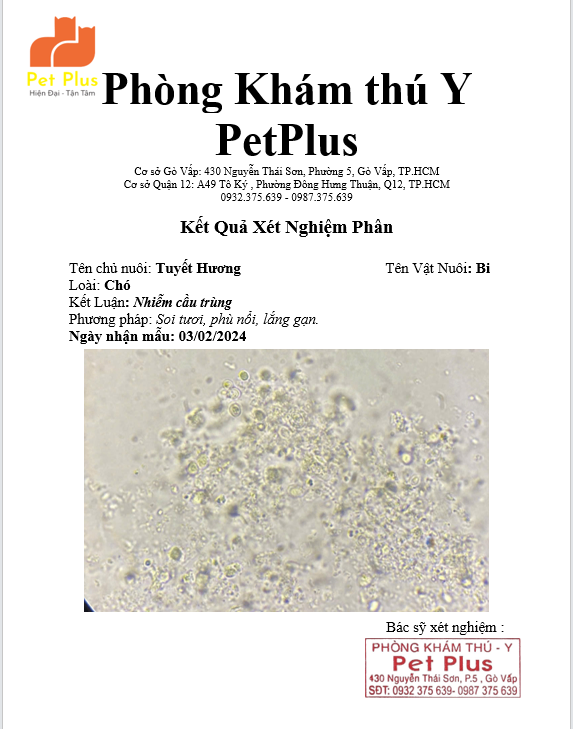 Pet Plus
Hiện Đại - Tận Tâm
Phòng Khám thú Y
PetPlus
Cơ sở Gò Vấp: 430 Nguyễn Thái Sơn, Phường 5, Gò Vấp, TP.HCM
Cơ sở Quận 12: A49 Tô Ký , Phường Đông Hưng Thuận, Q12, TP.HCM
0932.375.639 - 0987.375.639
Kết Quả Xét Nghiệm Phân
Tên chủ nuôi: Tuyết Hương Tên Vật Nuôi: Bi
Loài: Chó
Kết Luận: Nhiễm cầu trùng
Phương pháp: Soi tươi, phù nổi, lắng gạn.
Ngày nhận mẫu: 03/02/2024
Bác sỹ xét nghiệm :
PHÒNG KHÁM THÚ - Y
Pet Plus
430 Nguyễn Thái Sơn, P.5 , Gò Vấp
SĐT: 0932 375 639- 0987 375 639